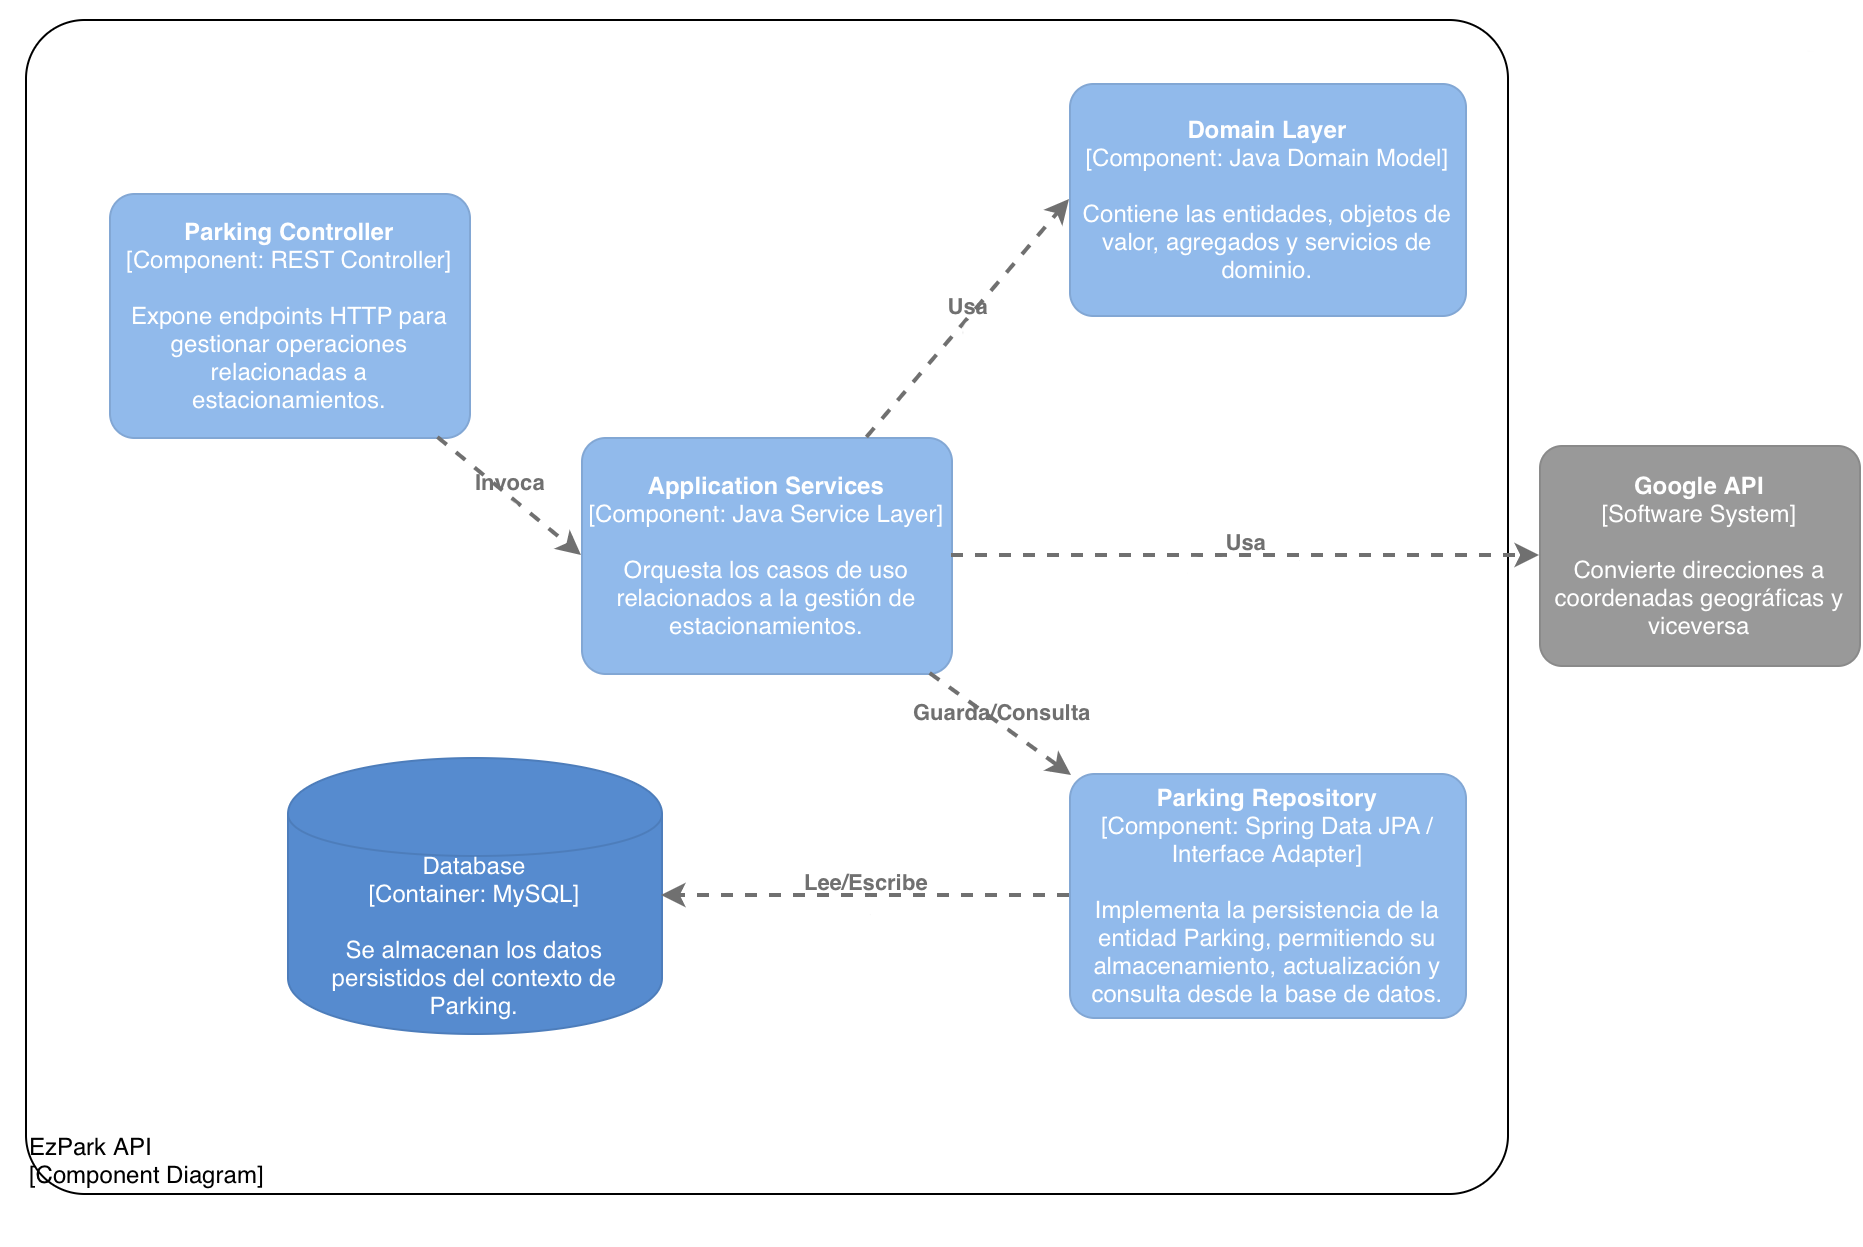 Domain Layer
[Component: Java Domain Model]
Contiene las entidades, objetos de
valor, agregados y servicios de
dominio.
Parking Controller
[Component: REST Controller]
Expone endpoints HTTP para
gestionar operaciones
relacionadas a
estacionamientos.
Usa
Invoca
Application Services
[Component: Java Service Layer]
Orquesta los casos de uso
relacionados a la gestión de
estacionamientos.
Usa
Google API
[Software System]
Convierte direcciones a
coordenadas geográficas y
viceversa
Guarda/Consulta
Parking Repository
[Component: Spring Data JPA /
Interface Adapter]
Implementa la persistencia de la
entidad Parking, permitiendo su
almacenamiento, actualización y
consulta desde la base de datos.
Lee/Escribe
Database
[Container: MySQL]
Se almacenan los datos
persistidos del contexto de
Parking.
EzPark API
[Component Diagram]